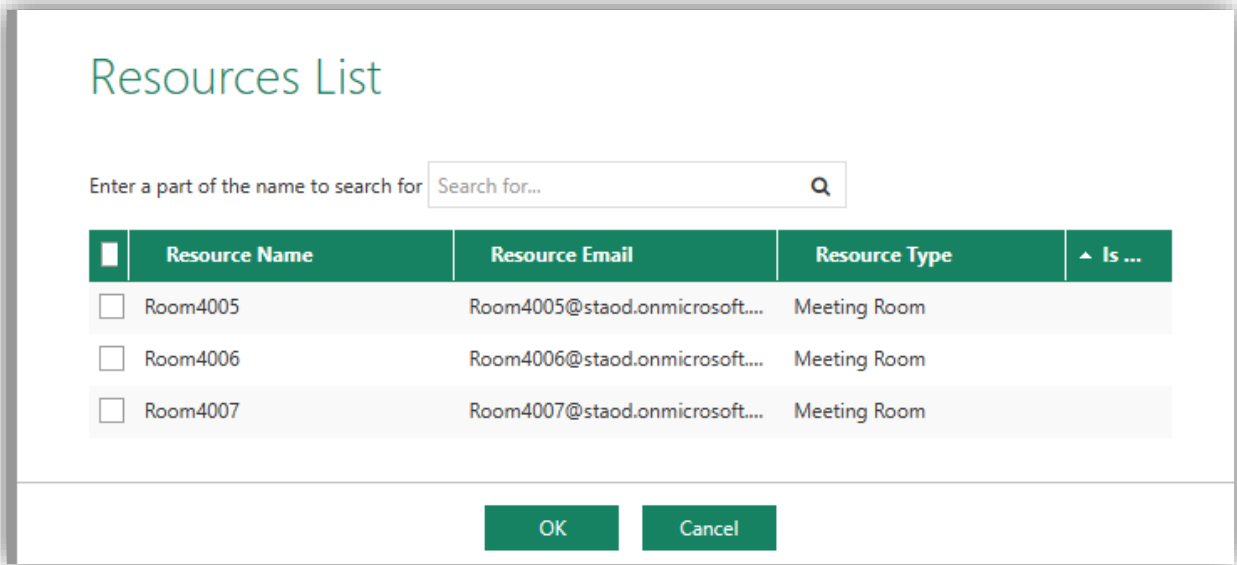 Resources List
Enter a part of the name to search for Search for...
Resource Name Resource Email Resource Type Is ...
Room4005 Room4005@staod.onmicrosoft.... Meeting Room
Room4006 Room4006@staod.onmicrosoft.... Meeting Room
Room4007 Room4007@staod.onmicrosoft.... Meeting Room
OK Cancel